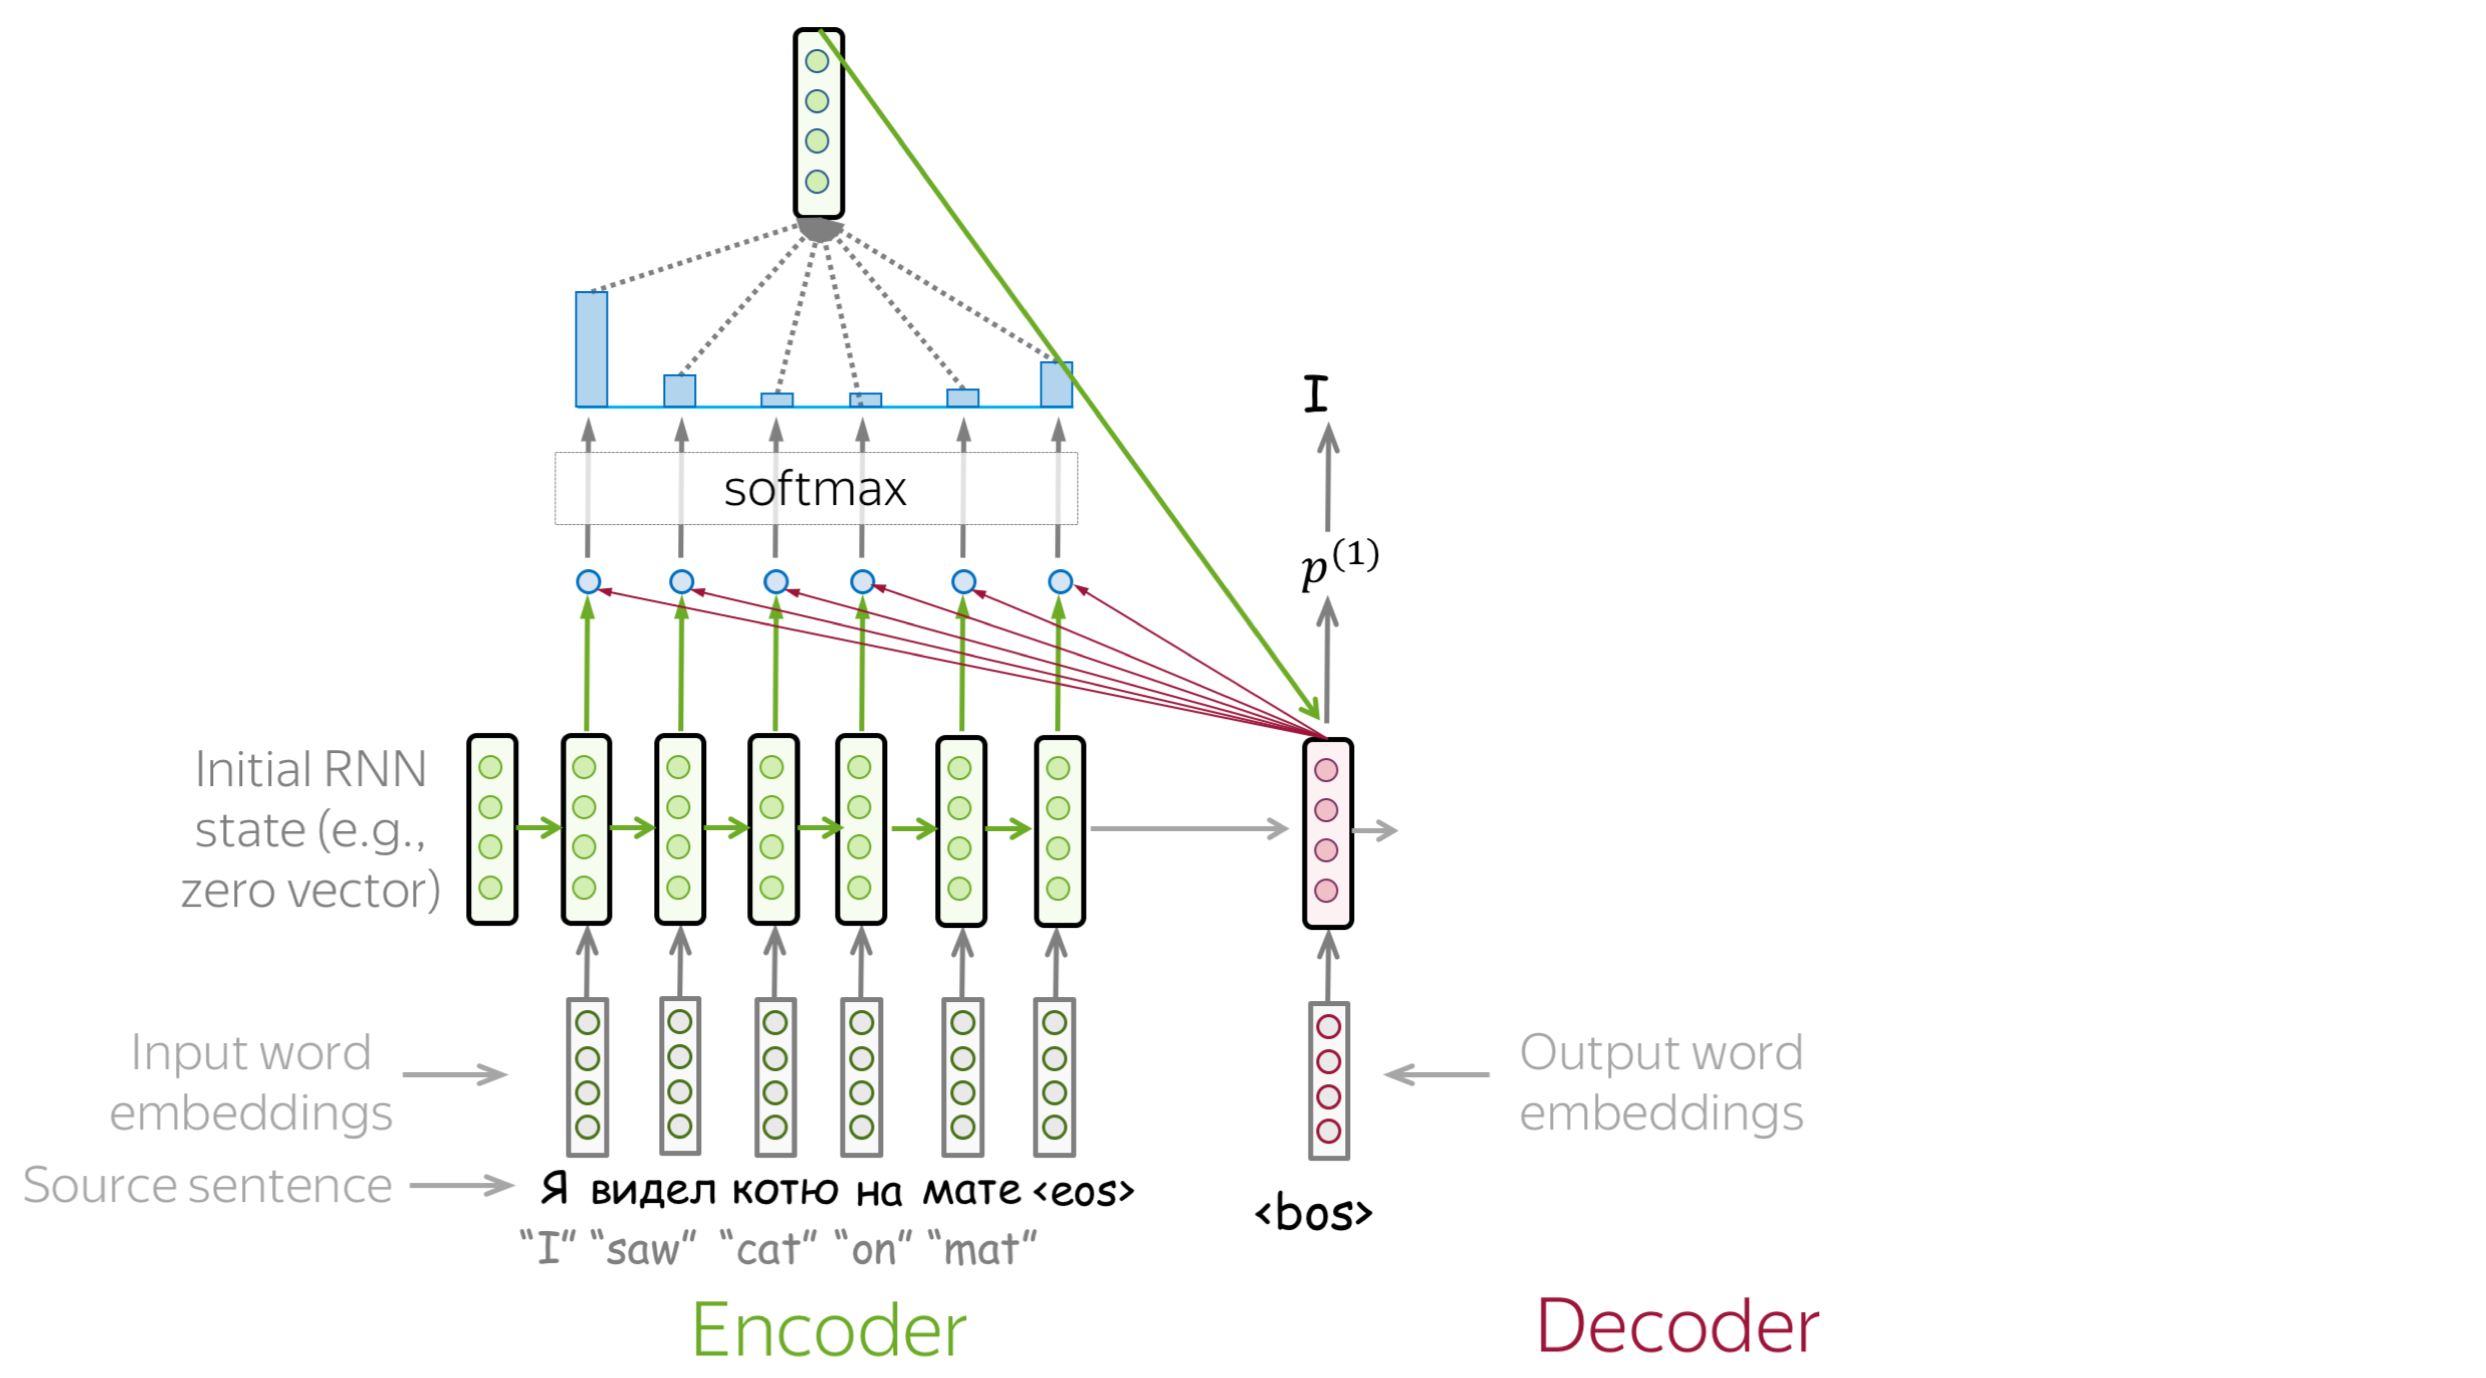 I
softmax
p(1)
Initial RNN
state (e.g.,
zero vector)
Input word
embeddings
Output word
embeddings
Source sentence
Я видел котю на мате <eos>
<bos>
“I” “saw” “cat” “on” “mat”
Encoder
Decoder